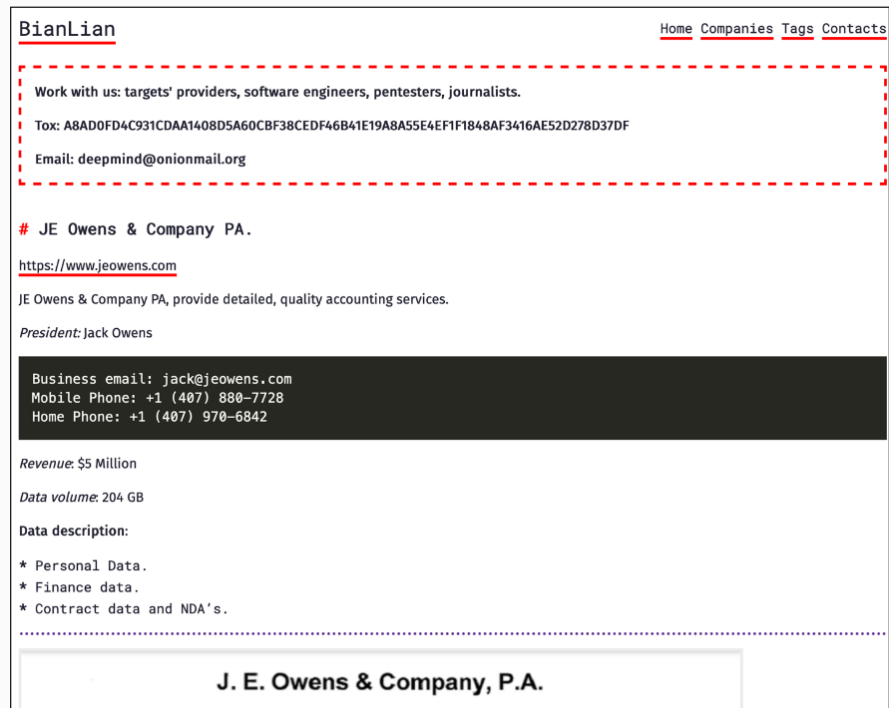 BianLian
Home Companies Tags Contacts
Work with us: targets' providers, software engineers, pentesters, journalists.
Tox: A8AD0FD4C931CDAA1408D5A60CBF38CEDF46B41E19A8A55E4EF1F1848AF3416AE52D278D37DF
Email: deepmind@onionmail.org
# JE Owens & Company PA.
https://www.jeowens.com
JE Owens & Company PA, provide detailed, quality accounting services.
President: Jack Owens
Business email: jack@jeowens.com
Mobile Phone: +1 (407) 880-7728
Home Phone: +1 (407) 970-6842
Revenue: $5 Million
Data volume: 204 GB
Data description:
* Personal Data.
* Finance data.
* Contract data and NDA's.
J. E. Owens & Company, P.A.